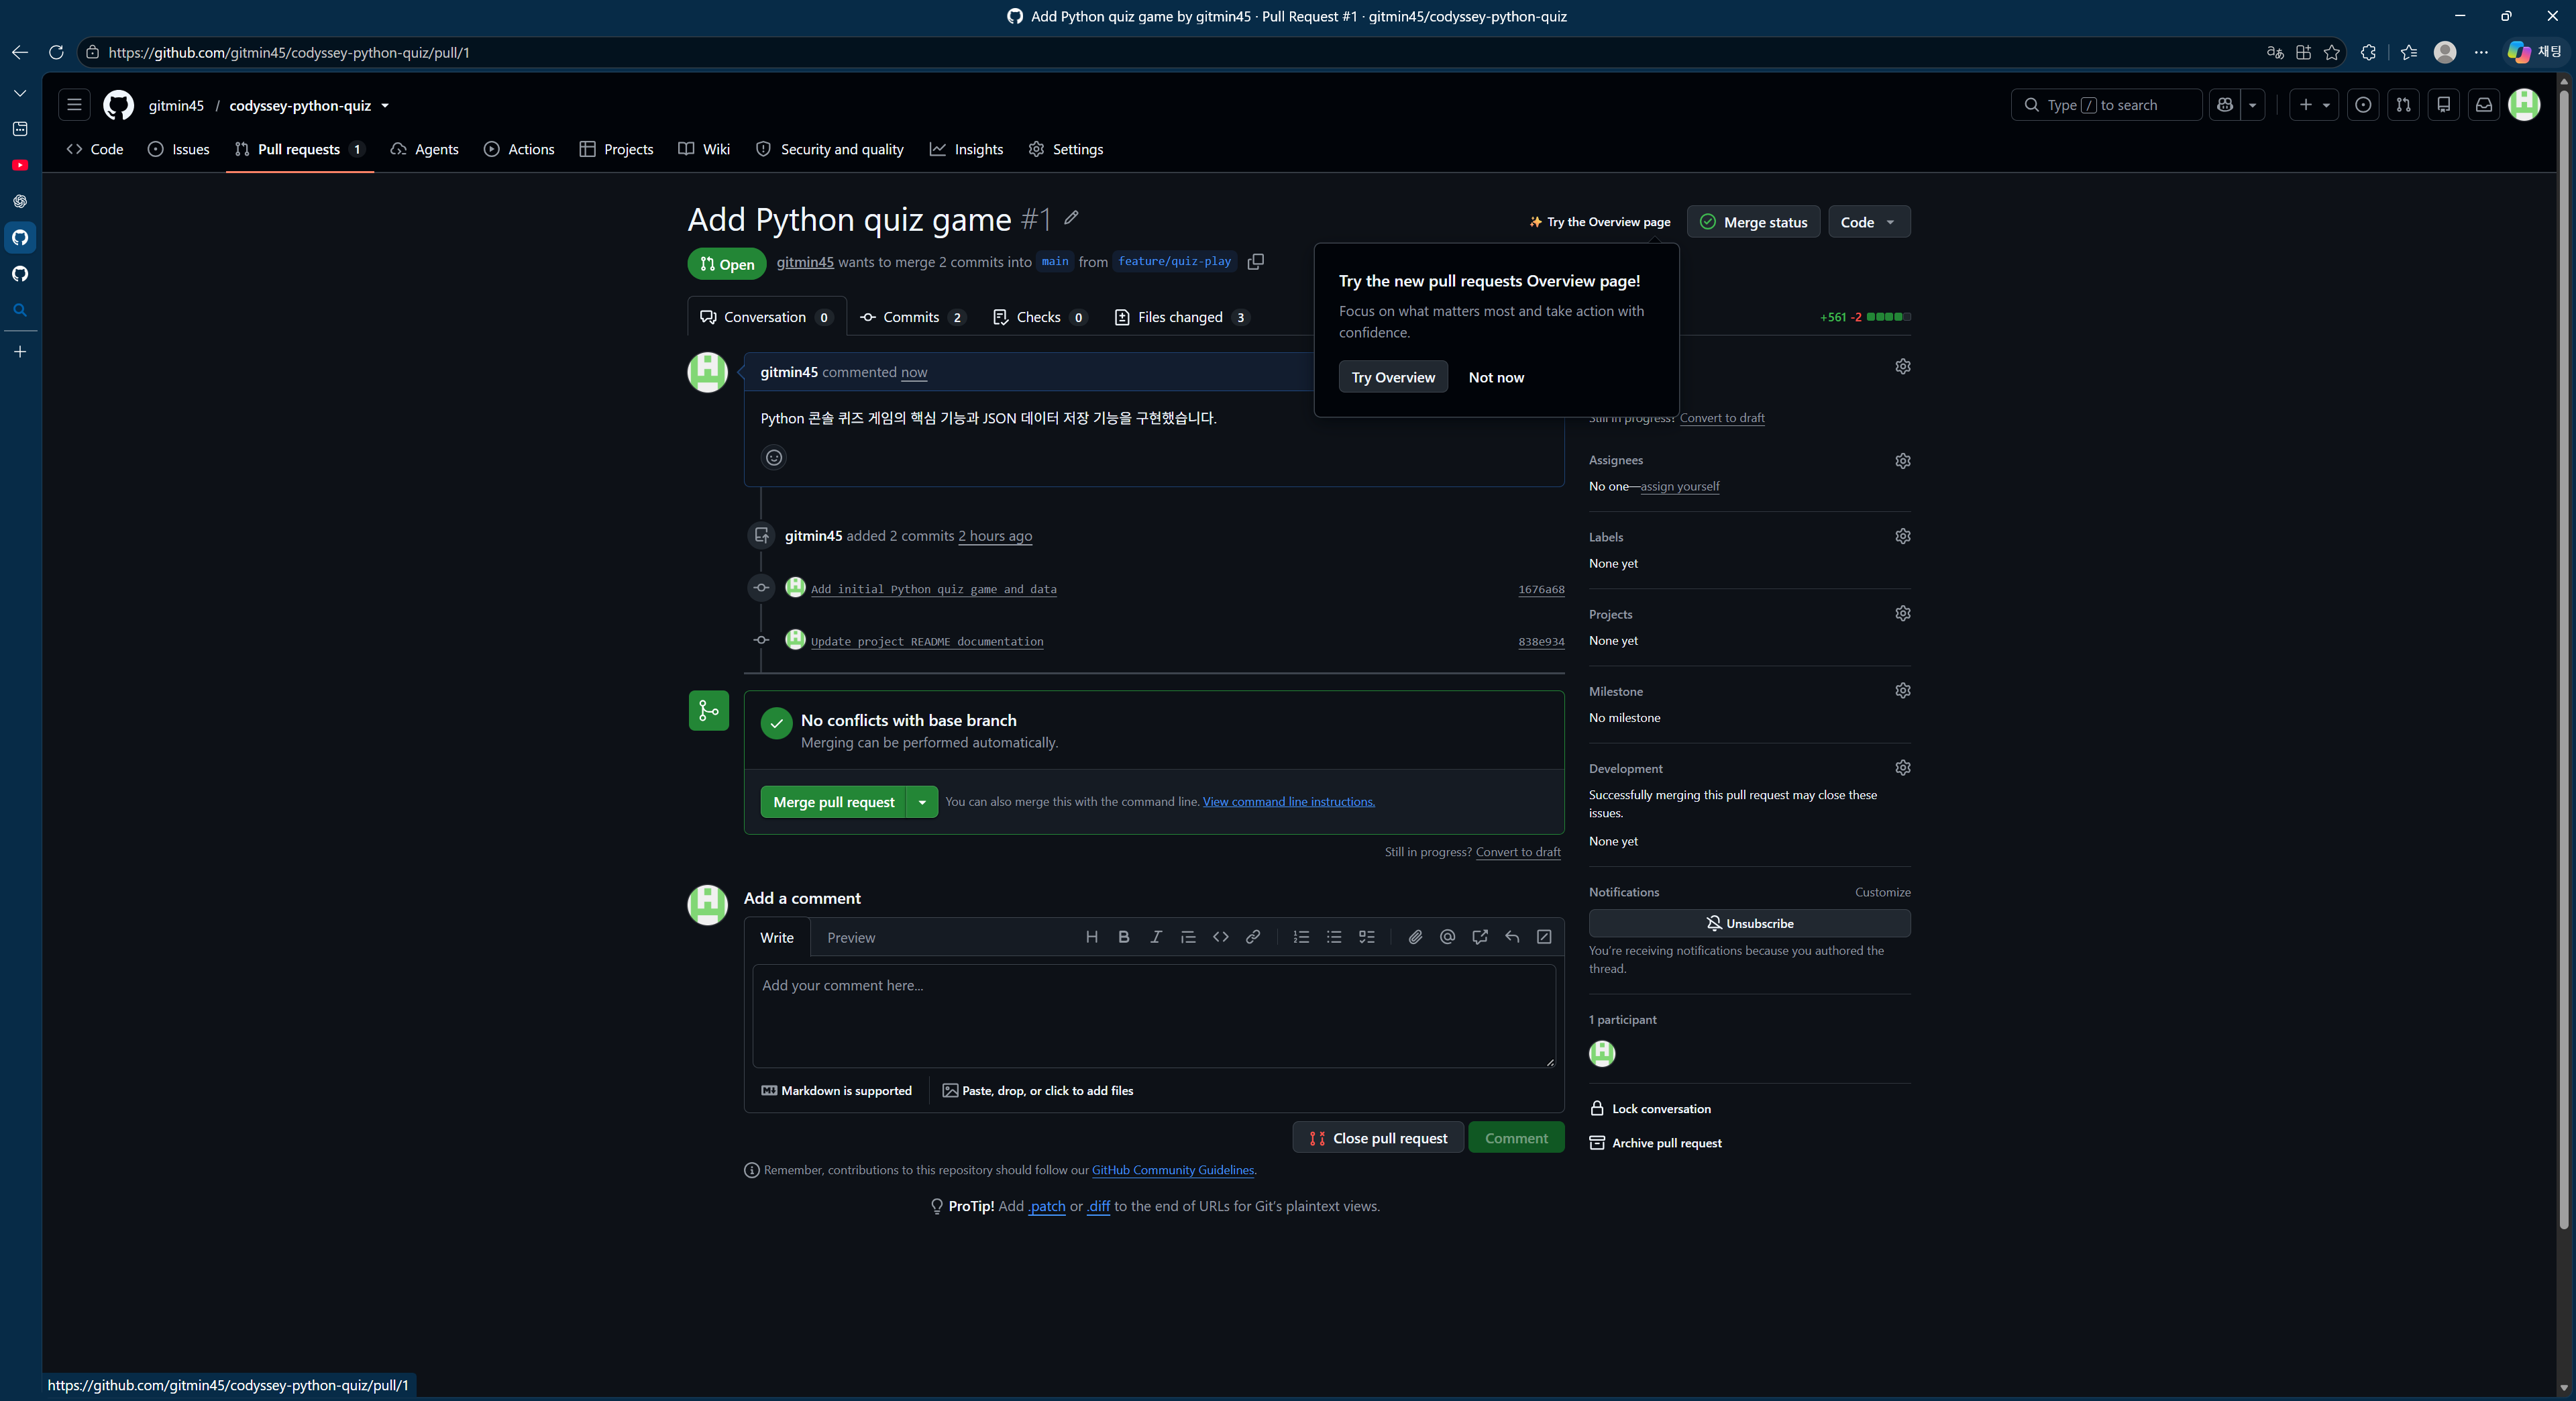 Add Python quiz game by gitmin45 · Pull Request #1 · gitmin45/codyssey-python-quiz
https://github.com/gitmin45/codyssey-python-quiz/pull/1
채팅
gitmin45 / codyssey-python-quiz
Type / to search
Code
Issues
Pull requests 1
Agents
Actions
Projects
Wiki
Security and quality
Insights
Settings
Add Python quiz game #1
Try the Overview page
Merge status
Code
Open
gitmin45 wants to merge 2 commits into main from feature/quiz-play
Try the new pull requests Overview page!
Focus on what matters most and take action with
confidence.
Try Overview
Not now
Conversation 0
Commits 2
Checks 0
Files changed 3
+561 -2
gitmin45 commented now
Python 콘솔 퀴즈 게임의 핵심 기능과 JSON 데이터 저장 기능을 구현했습니다.
gitmin45 added 2 commits 2 hours ago
Add initial Python quiz game and data
1676a68
Update project README documentation
838e934
No conflicts with base branch
Merging can be performed automatically.
Merge pull request
You can also merge this with the command line. View command line instructions.
Still in progress? Convert to draft
Add a comment
Write
Preview
Add your comment here...
Markdown is supported
Paste, drop, or click to add files
Close pull request
Comment
Remember, contributions to this repository should follow our GitHub Community Guidelines.
ProTip! Add .patch or .diff to the end of URLs for Git's plaintext views.
Still in progress? Convert to draft
Assignees
No one—assign yourself
Labels
None yet
Projects
None yet
Milestone
No milestone
Development
Successfully merging this pull request may close these
issues.
None yet
Notifications
Customize
Unsubscribe
You're receiving notifications because you authored the
thread.
1 participant
Lock conversation
Archive pull request
https://github.com/gitmin45/codyssey-python-quiz/pull/1